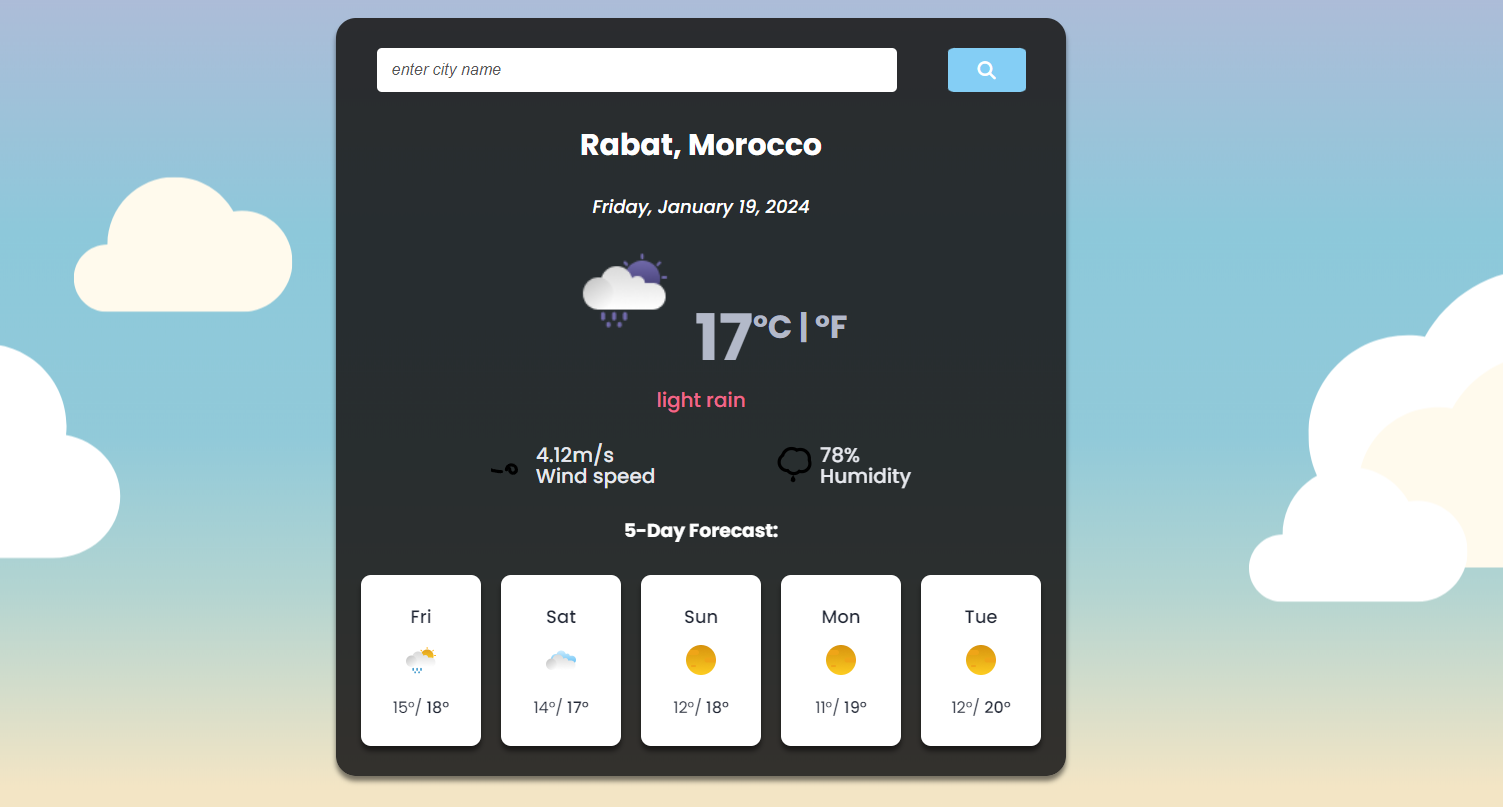 enter city name
Rabat, Morocco
Friday, January 19, 2024
17°C | °F
light rain
4.12m/s
Wind speed
78%
Humidity
5-Day Forecast:
Fri
15°/ 18°
Sat
14°/ 17°
Sun
12°/ 18°
Mon
11°/ 19°
Tue
12°/ 20°